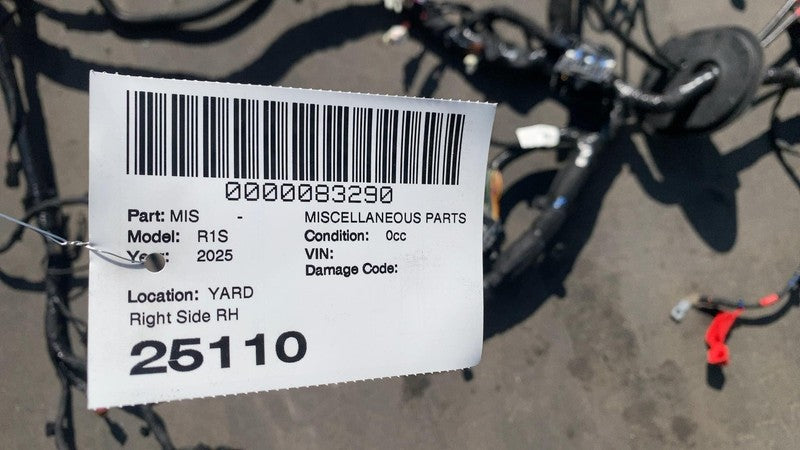 0000083290
Part: MIS - MISCELLANEOUS PARTS
Model: R1S Condition: 0cc
2025 VIN:
Damage Code:
Location: YARD
Right Side RH
25110